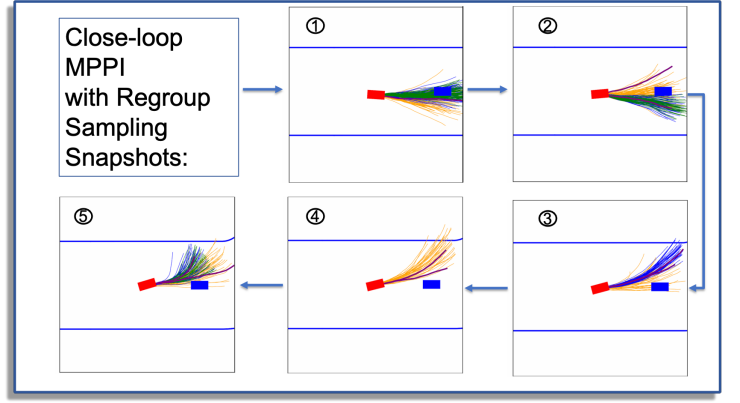 Close-loop
MPPI
with Regroup
Sampling
Snapshots:
①
②
③
④
⑤